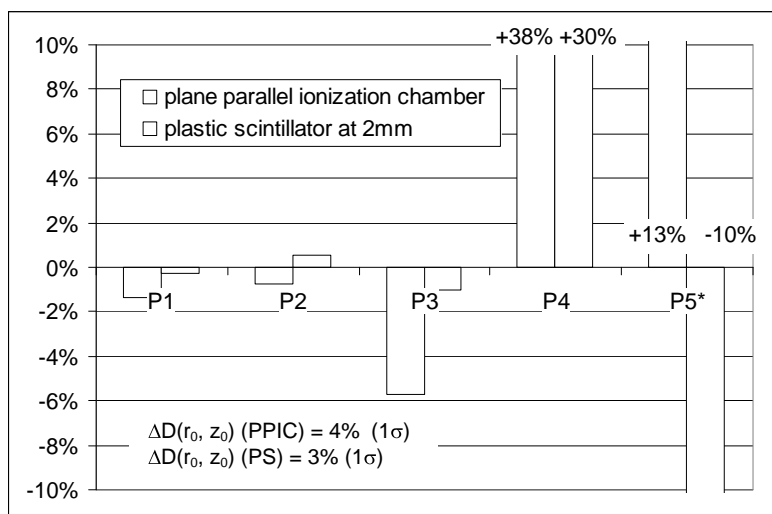 10%
8%
6%
4%
2%
0%
-2%
-4%
-6%
-8%
-10%
+38% +30%
plane parallel ionization chamber
plastic scintillator at 2mm
+13% -10%
P1 P2 P3 P4 P5*
ΔD(r₀, z₀) (PPIC) = 4% (1σ)
ΔD(r₀, z₀) (PS) = 3% (1σ)